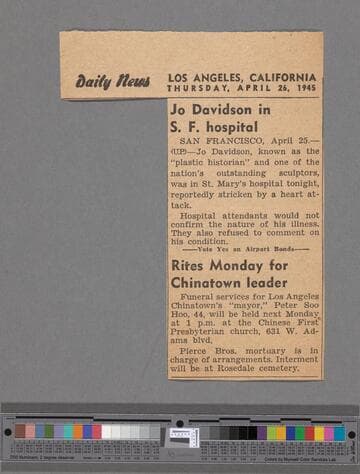 Daily News LOS ANGELES, CALIFORNIA
THURSDAY, APRIL 26, 1945
Jo Davidson in
S. F. hospital
SAN FRANCISCO, April 25.—
(UP)—Jo Davidson, known as the
"plastic historian" and one of the
nation's outstanding sculptors,
was in St. Mary's hospital tonight,
reportedly stricken by a heart at-
tack.
Hospital attendants would not
confirm the nature of his illness.
They also refused to comment on
his condition.
——Vote Yes on Airport Bonds——
Rites Monday for
Chinatown leader
Funeral services for Los Angeles
Chinatown's "mayor," Peter Soo
Hoo, 44, will be held next Monday
at 1 p.m. at the Chinese First
Presbyterian church, 631 W. Ad-
ams blvd.
Pierce Bros. mortuary is in
charge of arrangements. Interment
will be at Rosedale cemetery.